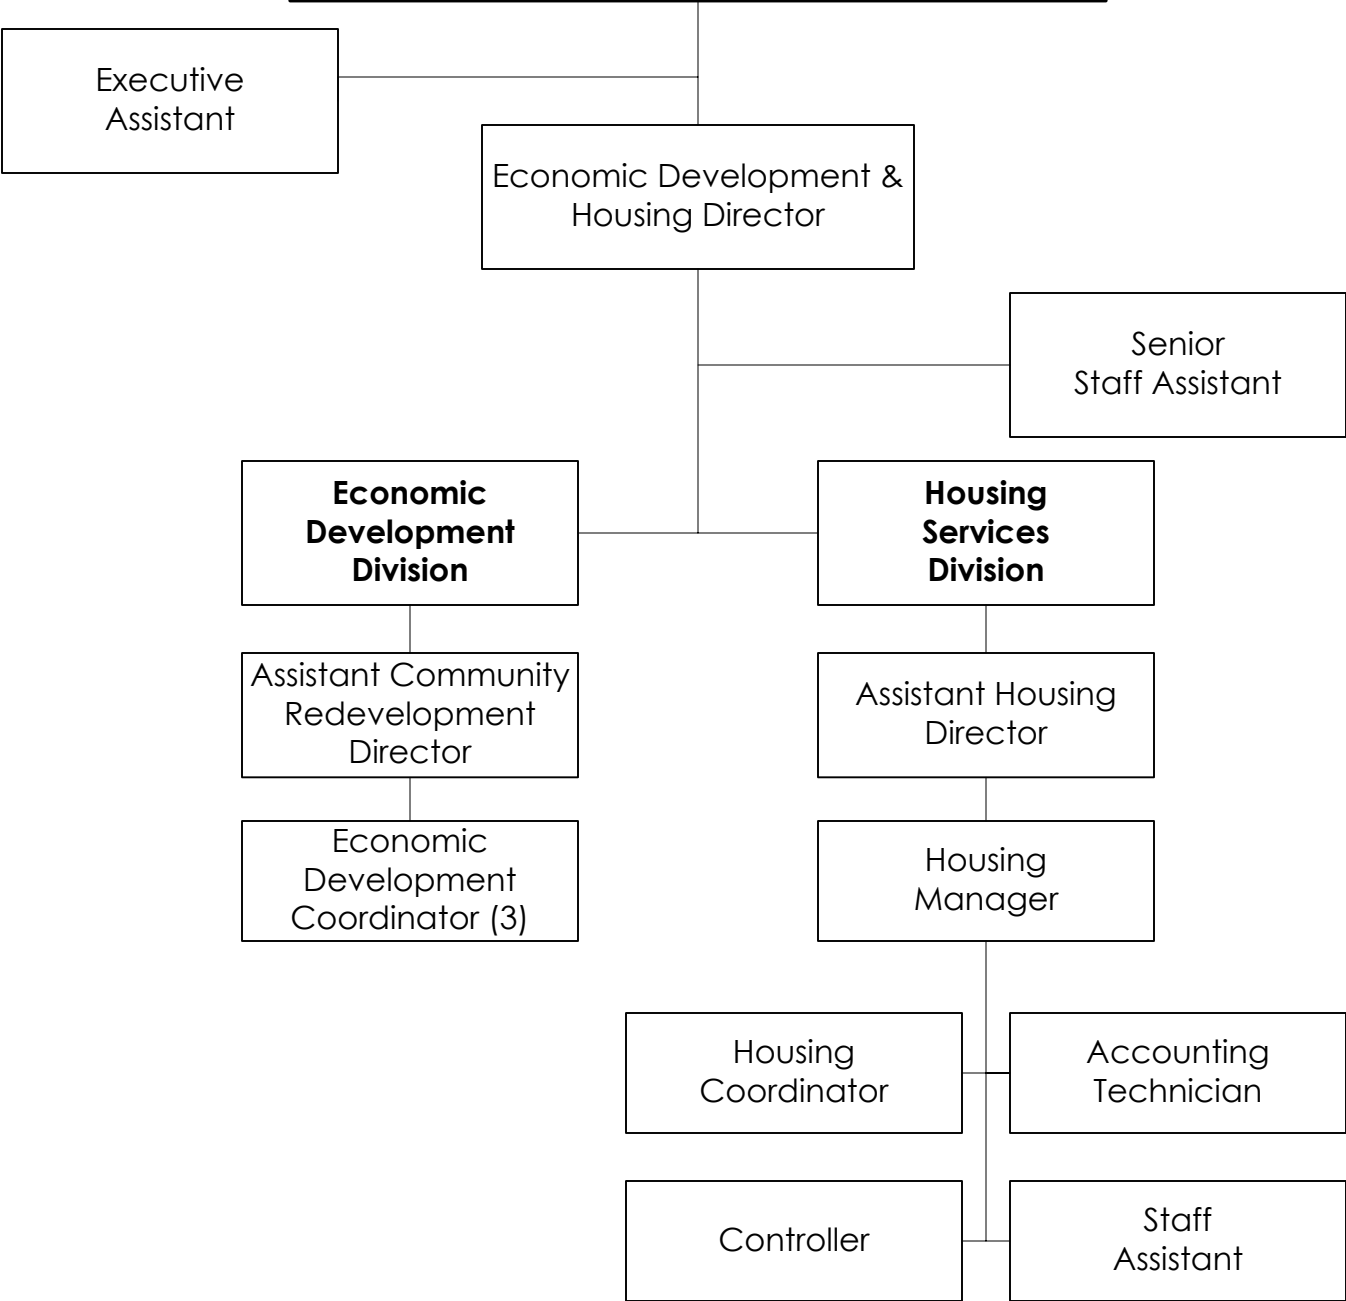 Executive
Assistant
Economic Development &
Housing Director
Senior
Staff Assistant
Economic
Development
Division
Housing
Services
Division
Assistant Community
Redevelopment
Director
Assistant Housing
Director
Economic
Development
Coordinator (3)
Housing
Manager
Housing
Coordinator
Accounting
Technician
Controller
Staff
Assistant